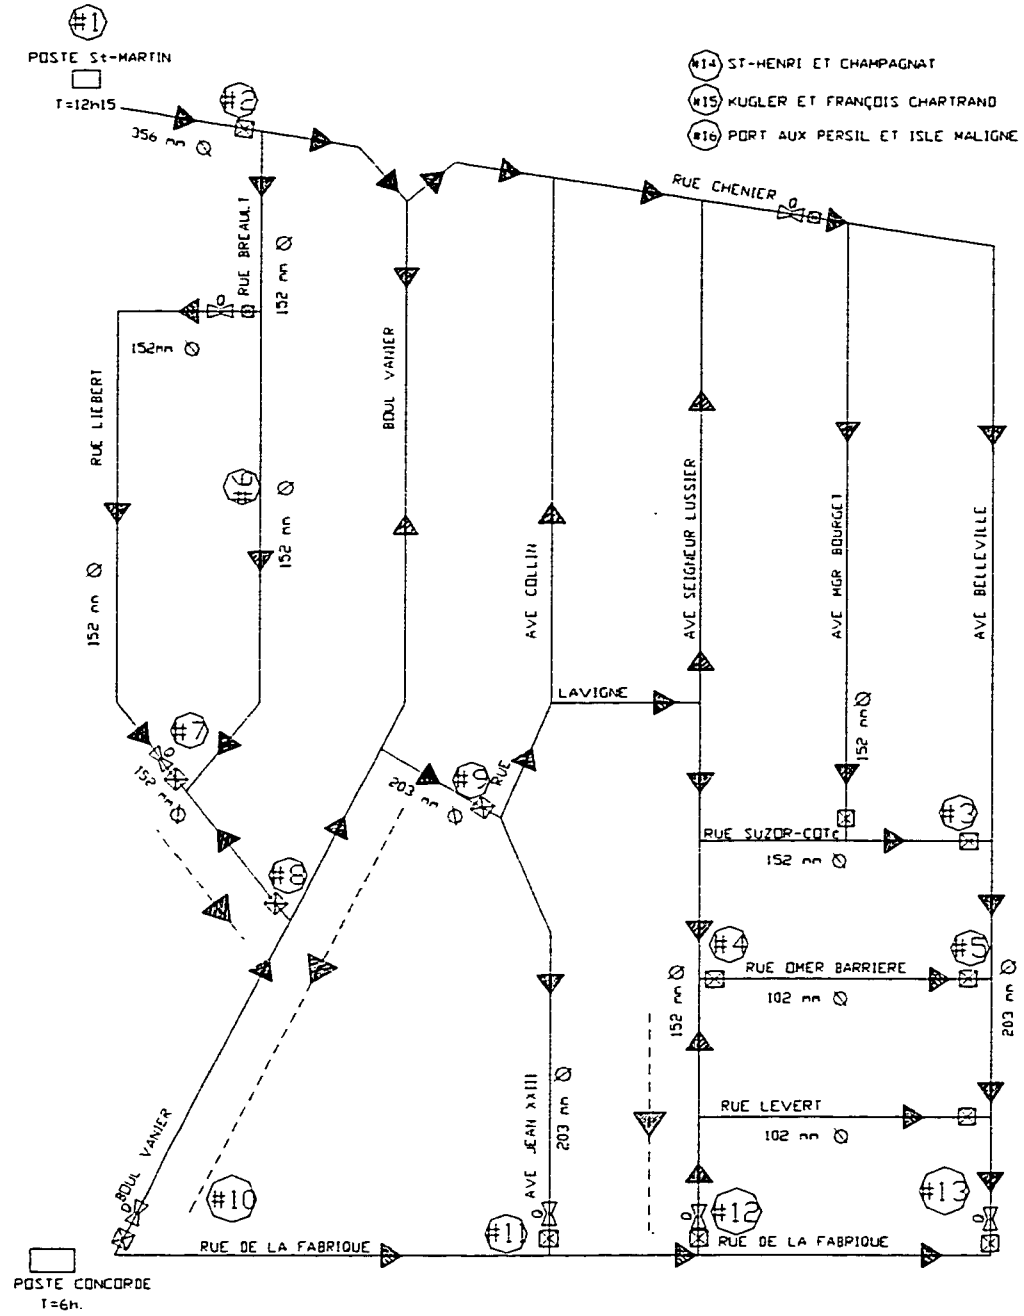 #1
POSTE St-MARTIN
T=12h15
#14 ST-HENRI ET CHAMPAGNAT
#15 KUGLER ET FRANÇOIS CHARTRAND
#16 PORT AUX PERSIL ET ISLE MALIGNE
356 mm Ø
RUE CHENIER
RUE BREAULT
152 mm Ø
152mm Ø
RUE LIEBERT
BOUL VANIER
#6
152 mm Ø
152 mm Ø
AVE COLLIN
AVE SEIGNEUR LUSSIER
AVE MGR BOURGET
AVE BELLEVILLE
LAVIGNE
#7
152 mm Ø
203 mm Ø
RUE
152 mm Ø
#3
RUE SUZOR-COTE
152 mm Ø
#8
#4
#5
RUE OMER BARRIERE
102 mm Ø
152 mm Ø
203 mm Ø
RUE LEVERT
102 mm Ø
AVE JEAN XXIII
203 mm Ø
BOUL VANIER
#10
#11
#12
#13
RUE DE LA FABRIQUE
RUE DE LA FABRIQUE
POSTE CONCORDE
T=6h.